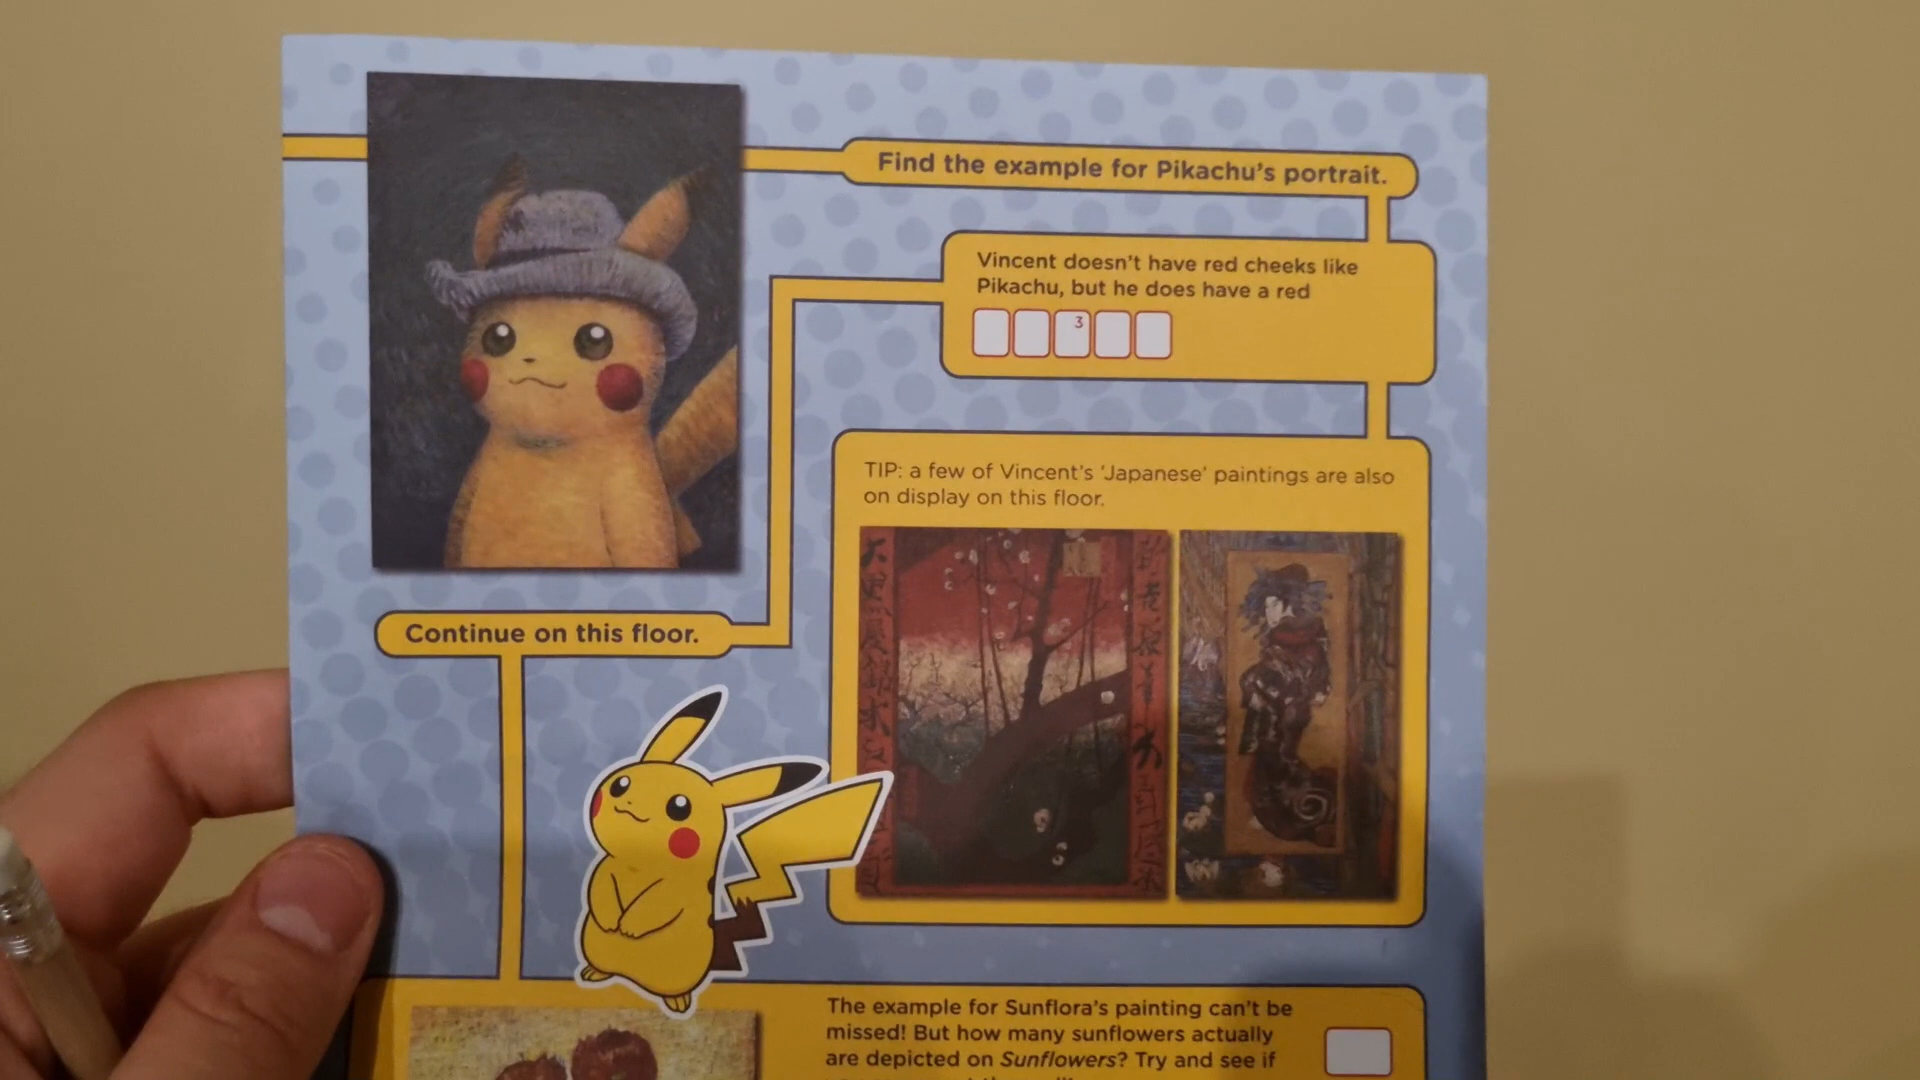 Find the example for Pikachu's portrait.
Vincent doesn't have red cheeks like
Pikachu, but he does have a red
3
TIP: a few of Vincent's 'Japanese' paintings are also
on display on this floor.
Continue on this floor.
The example for Sunflora's painting can't be
missed! But how many sunflowers actually
are depicted on Sunflowers? Try and see if